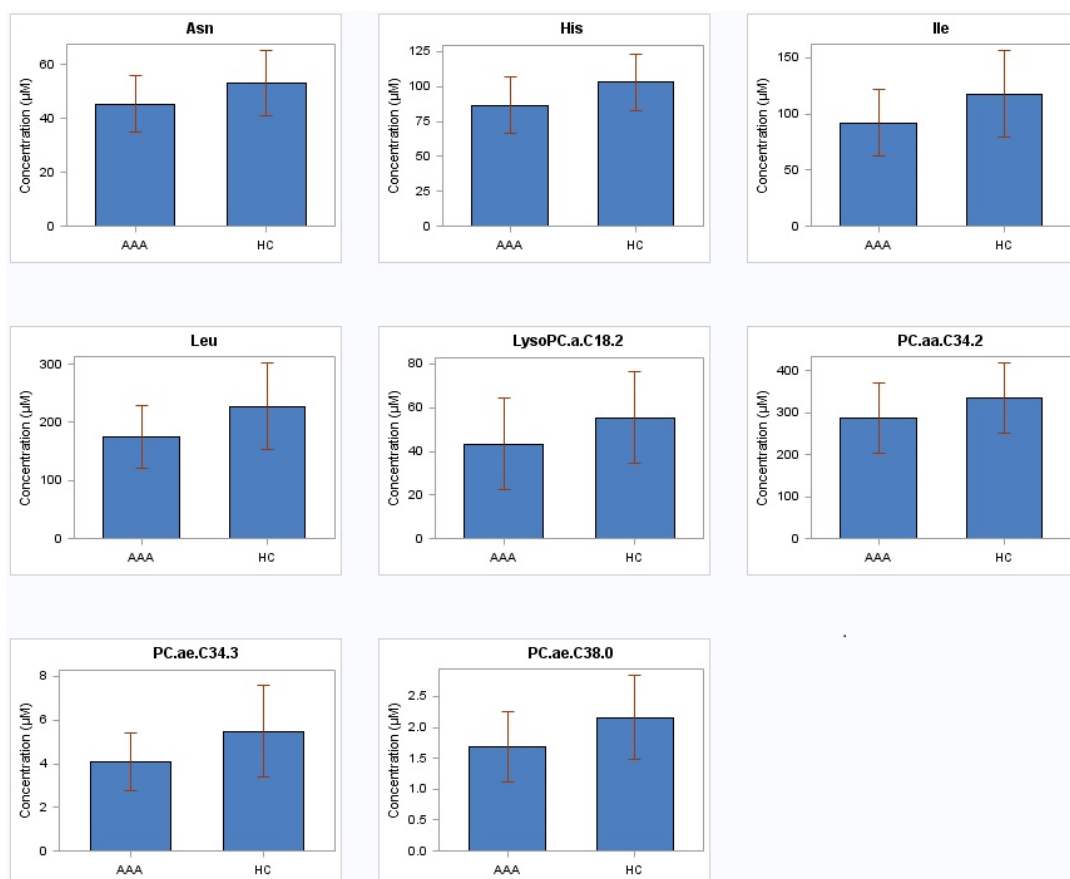 Asn
Concentration (µM)
60
40
20
0
AAA HC
His
Concentration (µM)
125
100
75
50
25
0
AAA HC
Ile
Concentration (µM)
150
100
50
0
AAA HC
Leu
Concentration (µM)
300
200
100
0
AAA HC
LysoPC.a.C18.2
Concentration (µM)
80
60
40
20
0
AAA HC
PC.aa.C34.2
Concentration (µM)
400
300
200
100
0
AAA HC
PC.ae.C34.3
Concentration (µM)
8
6
4
2
0
AAA HC
PC.ae.C38.0
Concentration (µM)
2.5
2.0
1.5
1.0
0.5
0.0
AAA HC